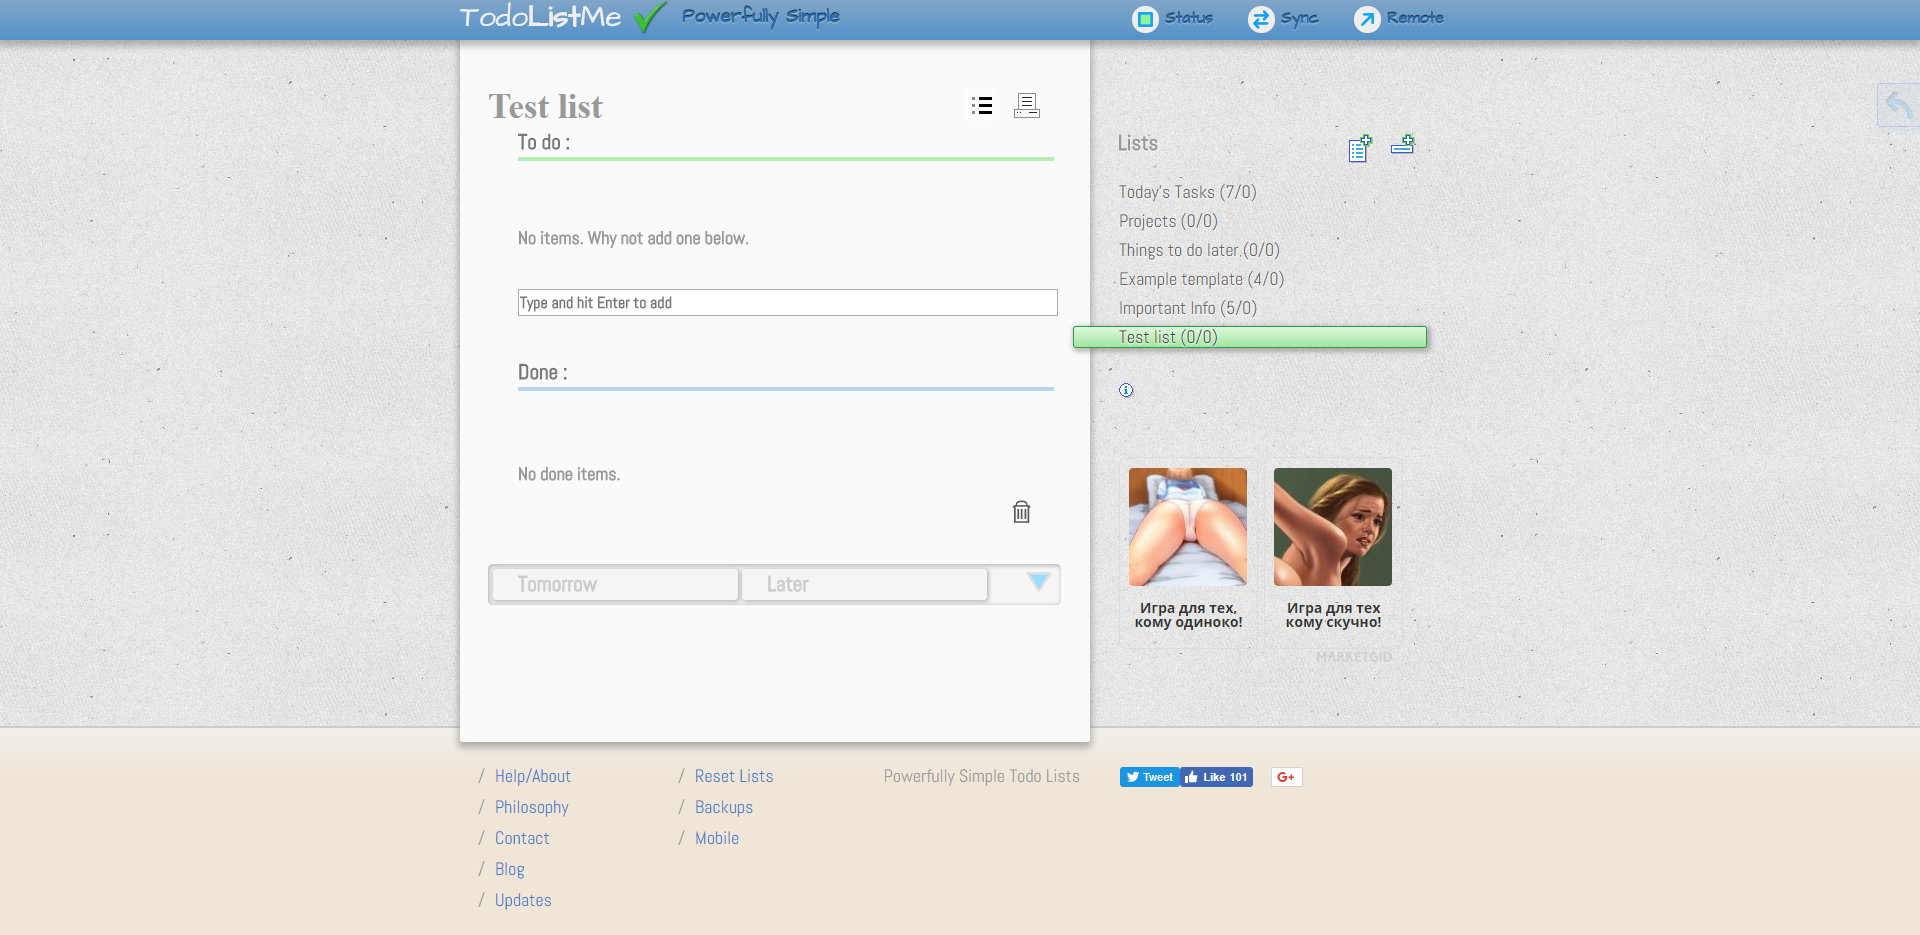 TodoListMe Powerfully Simple Status Sync Remote
Test list
To do :
No items. Why not add one below.
Type and hit Enter to add
Done :
No done items.
Tomorrow Later
Lists
Today's Tasks (7/0)
Projects (0/0)
Things to do later (0/0)
Example template (4/0)
Important Info (5/0)
Test list (0/0)
Игра для тех,
кому одиноко!
Игра для тех
кому скучно!
MARKETGID
/ Help/About
/ Philosophy
/ Contact
/ Blog
/ Updates
/ Reset Lists
/ Backups
/ Mobile
Powerfully Simple Todo Lists
Tweet Like 101 G+